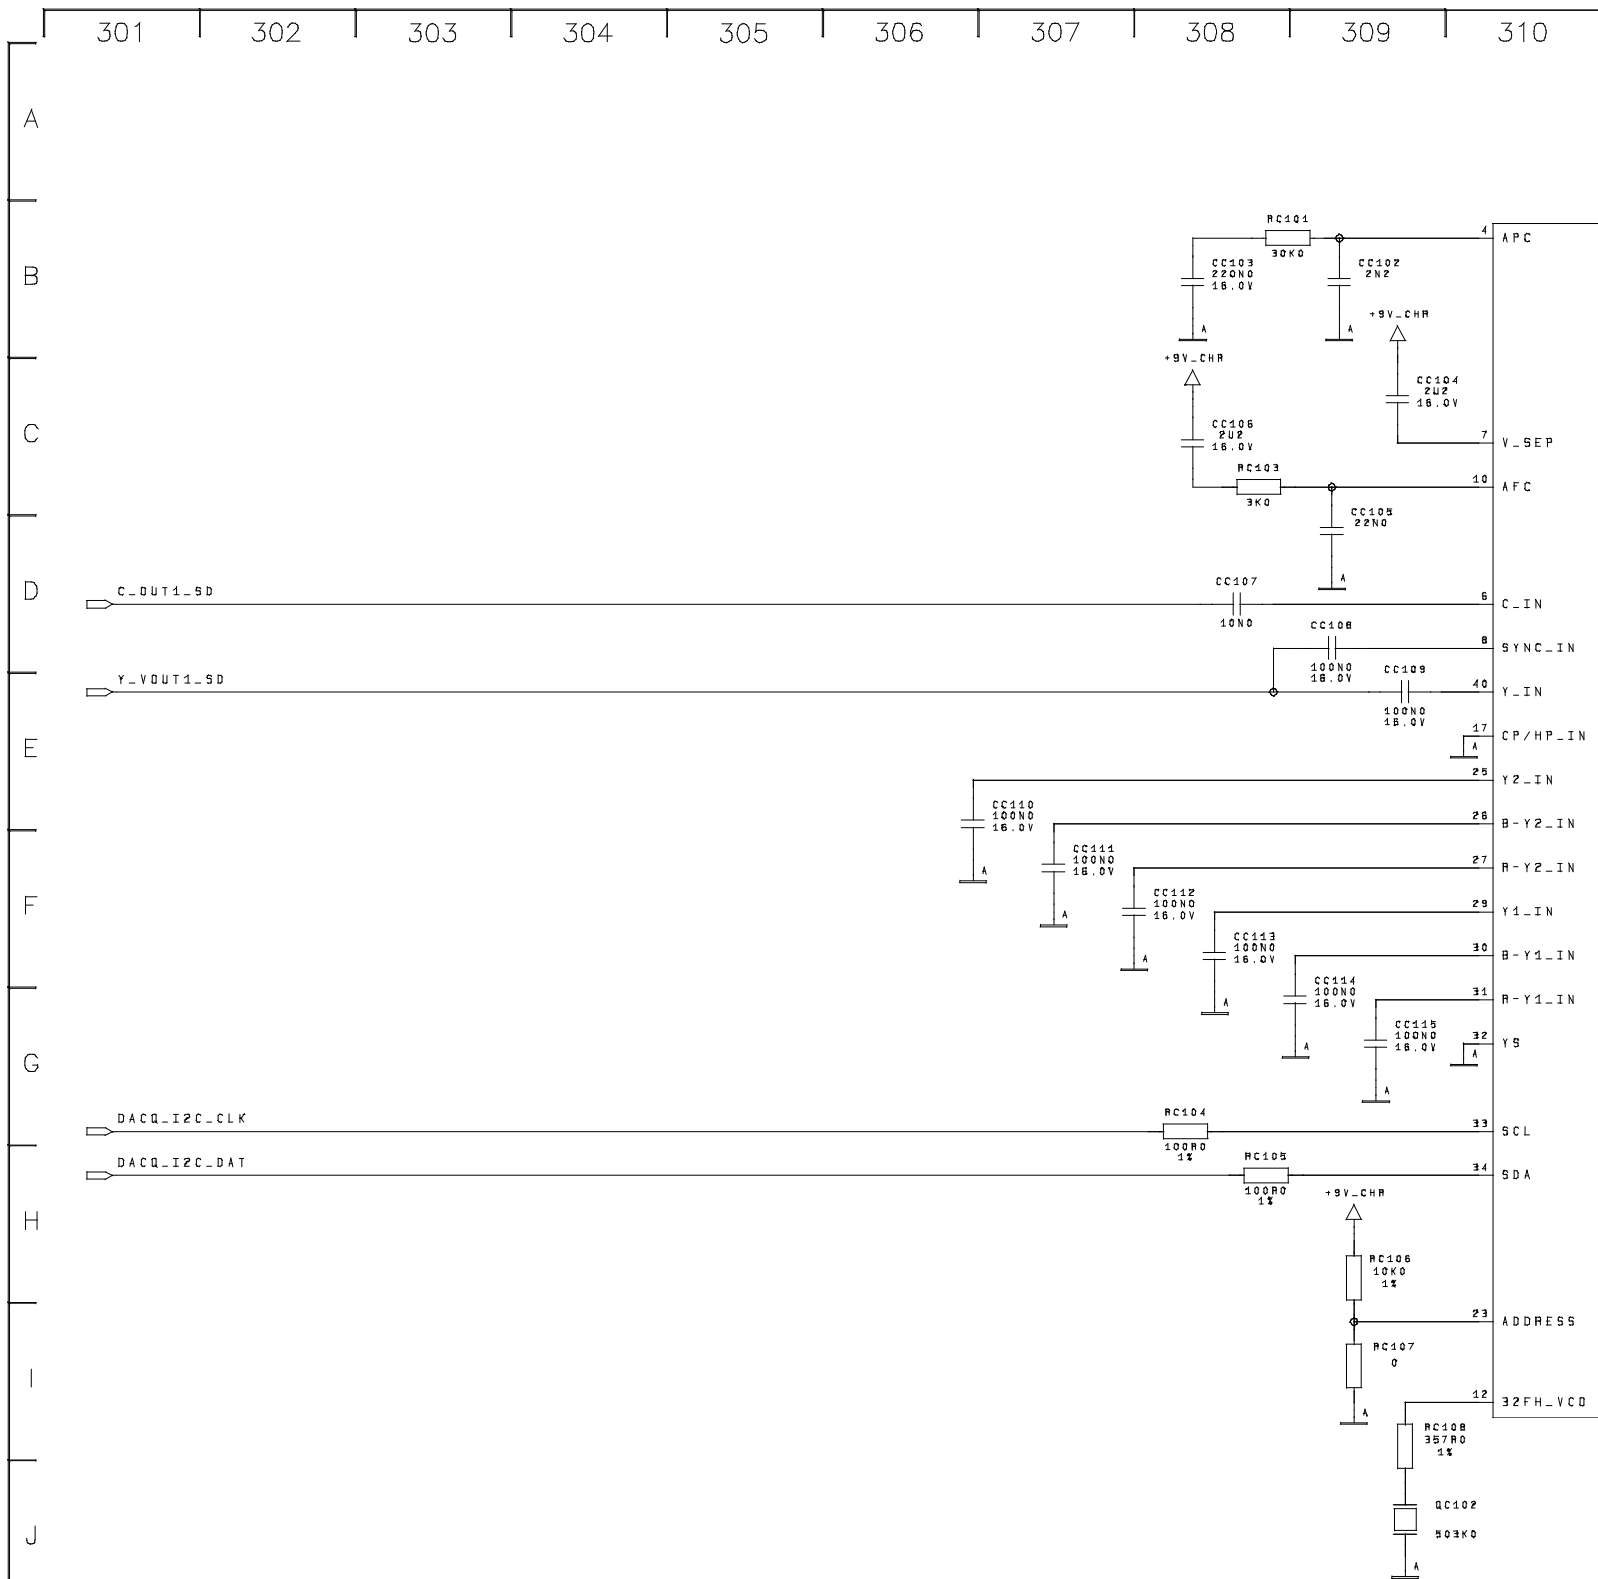 301 302 303 304 305 306 307 308 309 310
A
RC101
30K0
4 APC
B
CC103
220N0
16.0V
CC102
2N2
A
A
+9V_CHR
+9V_CHR
CC104
2U2
16.0V
C
CC106
2U2
16.0V
7 V_SEP
RC103
3K0
10 AFC
CC105
22N0
A
D
C_OUT1_SD
CC107
10N0
6 C_IN
CC108
100N0
16.0V
8 SYNC_IN
Y_VOUT1_SD
CC109
100N0
16.0V
40 Y_IN
E
17 CP/HP_IN
A
25 Y2_IN
CC110
100N0
16.0V
A
26 B-Y2_IN
CC111
100N0
16.0V
A
27 R-Y2_IN
F
CC112
100N0
16.0V
A
29 Y1_IN
CC113
100N0
16.0V
A
30 B-Y1_IN
CC114
100N0
16.0V
A
31 R-Y1_IN
CC115
100N0
16.0V
A
32 YS
A
G
DACQ_I2C_CLK
RC104
100R0
1%
33 SCL
DACQ_I2C_DAT
RC105
100R0
1%
34 SDA
+9V_CHR
H
RC106
10K0
1%
23 ADDRESS
RC107
0
A
I
12 32FH_VCO
RC108
357R0
1%
QC102
503K0
J
A